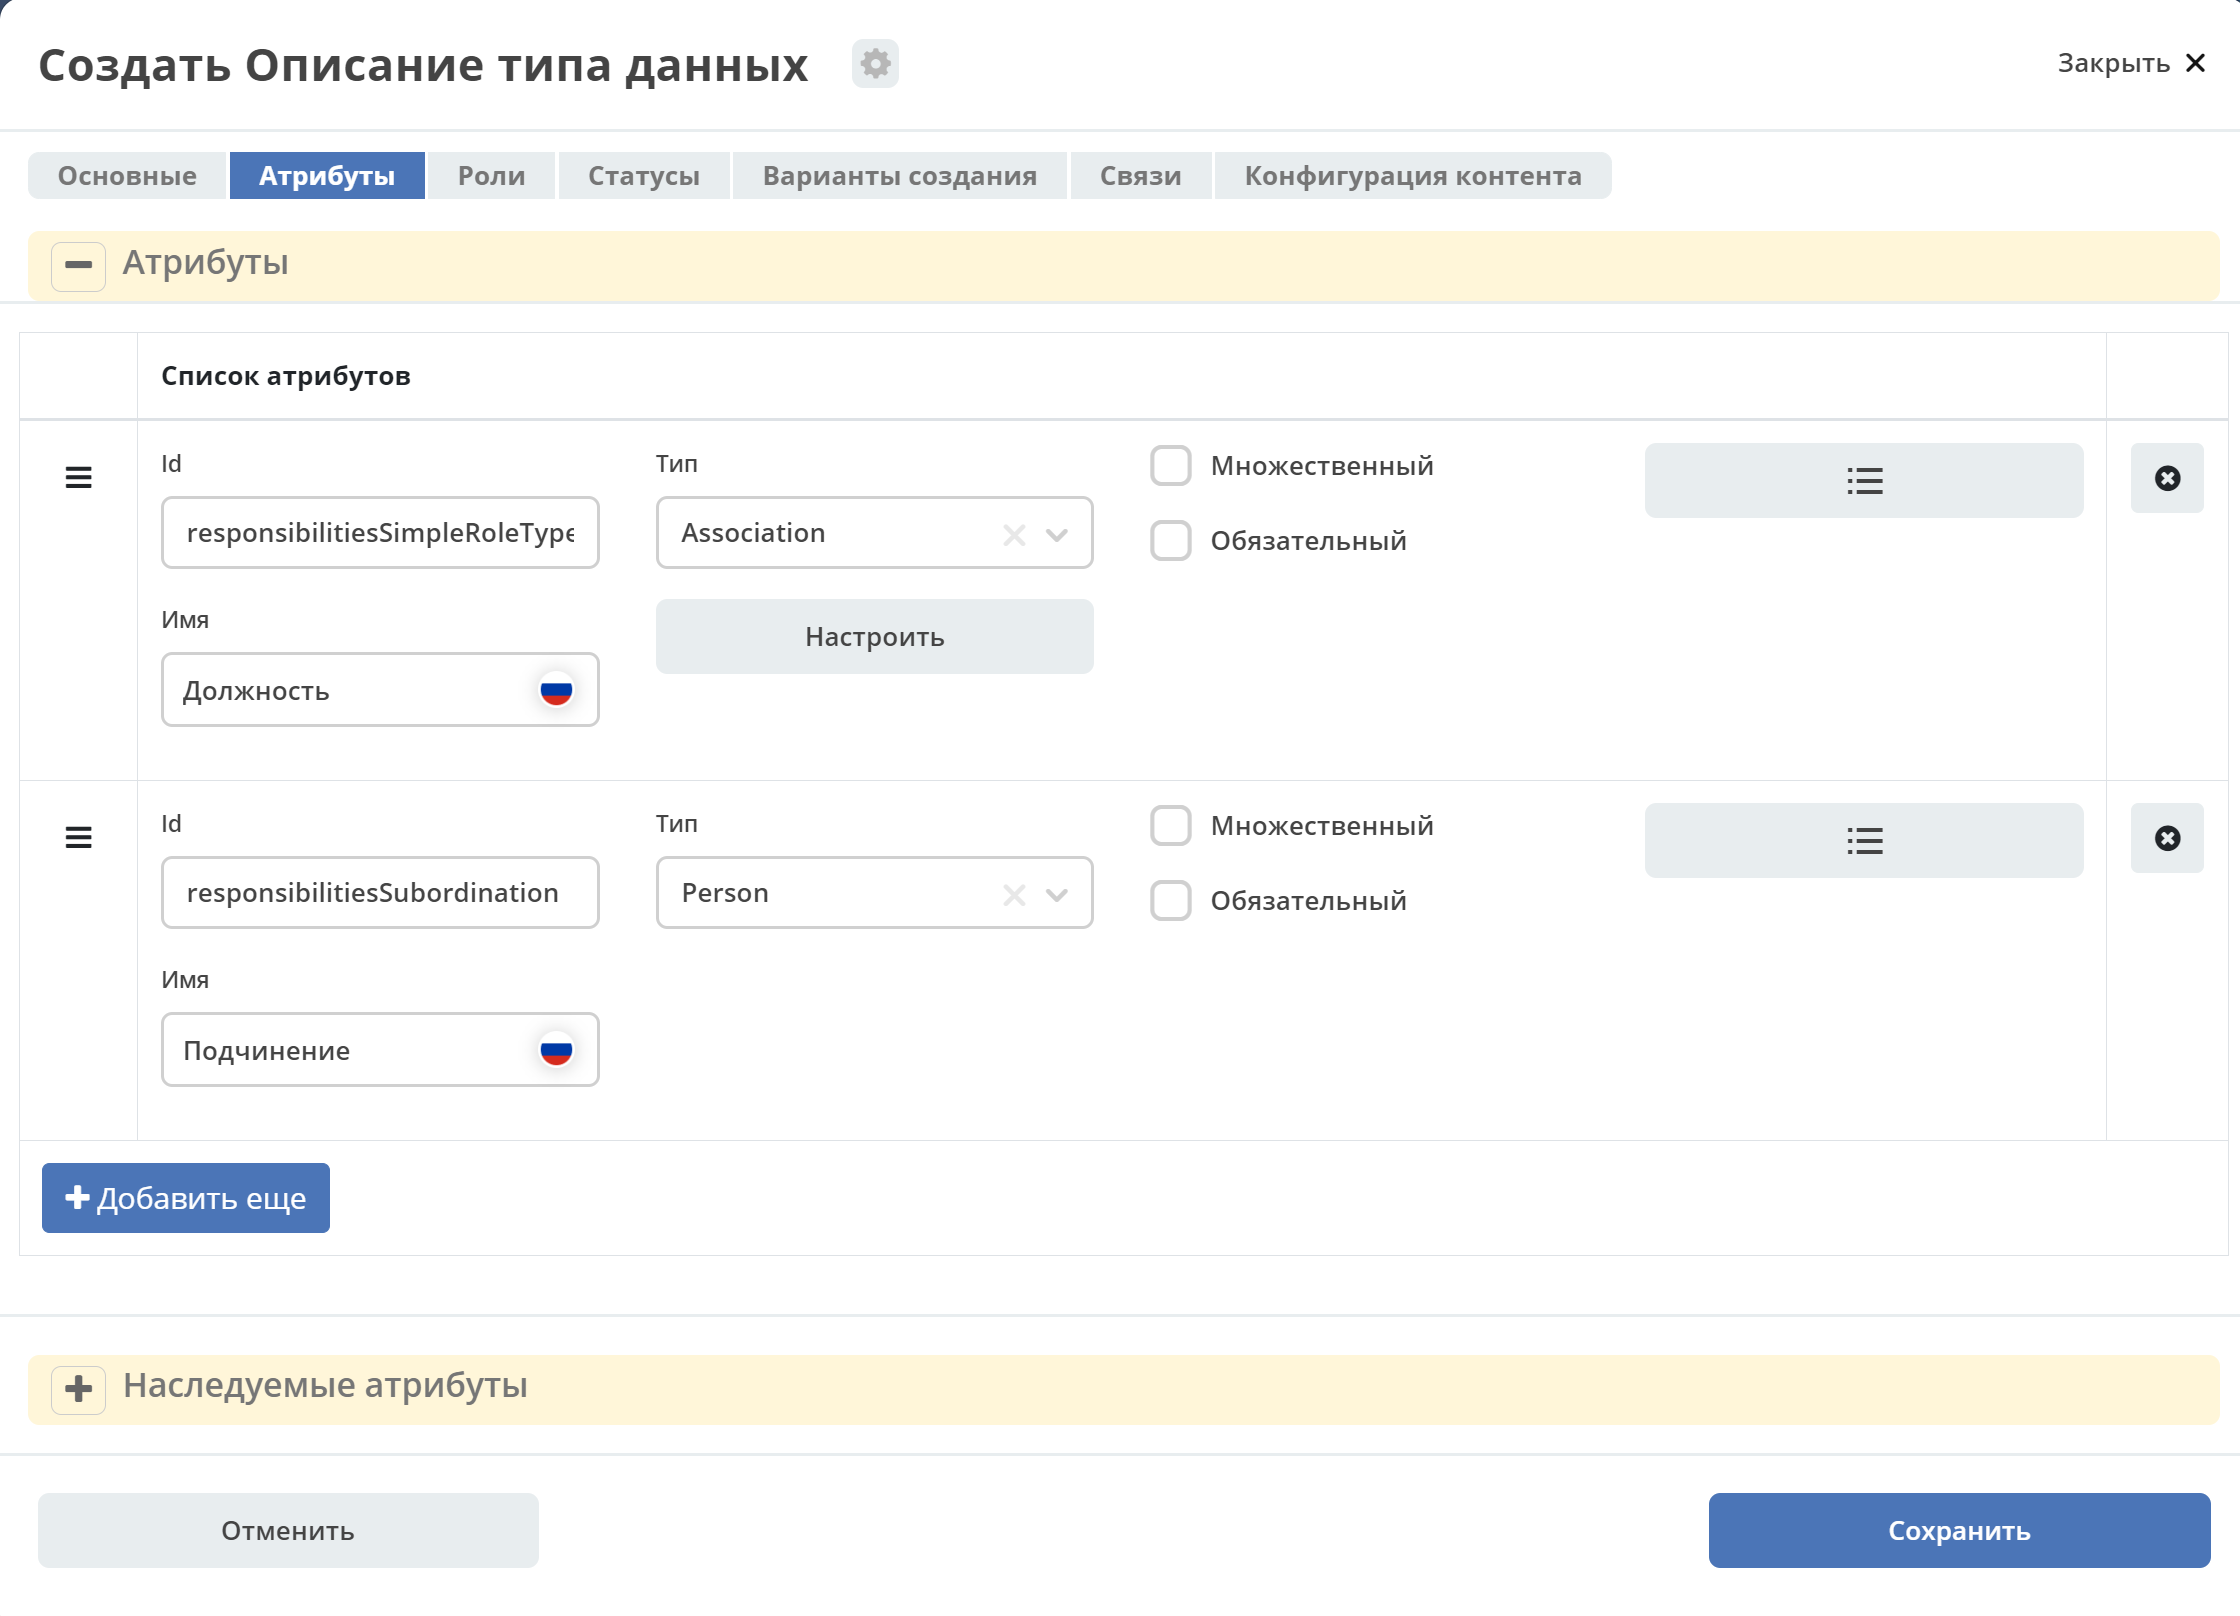 Создать Описание типа данных
Закрыть
Основные Атрибуты Роли Статусы Варианты создания Связи Конфигурация контента
Атрибуты
Список атрибутов
Id Тип Множественный
responsibilitiesSimpleRoleType Association Обязательный
Имя Настроить
Должность
Id Тип Множественный
responsibilitiesSubordination Person Обязательный
Имя
Подчинение
Добавить еще
Наследуемые атрибуты
Отменить Сохранить